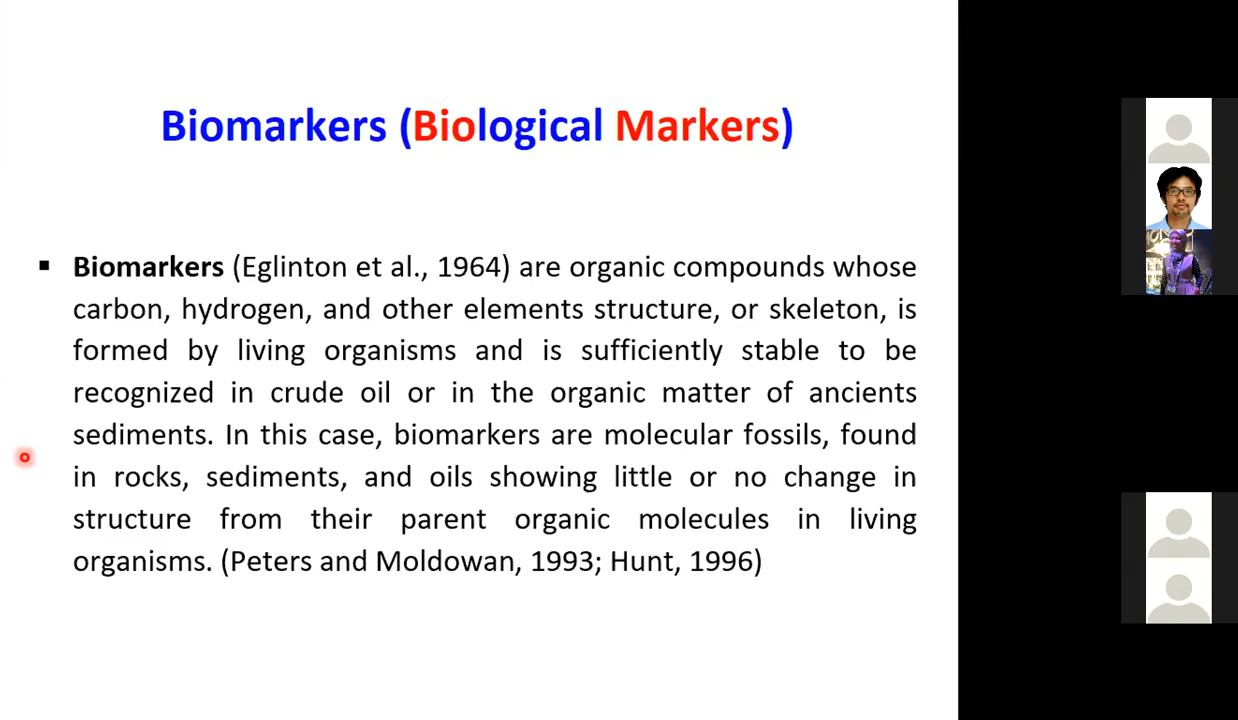 Biomarkers (Biological Markers)
▪ Biomarkers (Eglinton et al., 1964) are organic compounds whose
carbon, hydrogen, and other elements structure, or skeleton, is
formed by living organisms and is sufficiently stable to be
recognized in crude oil or in the organic matter of ancients
sediments. In this case, biomarkers are molecular fossils, found
in rocks, sediments, and oils showing little or no change in
structure from their parent organic molecules in living
organisms. (Peters and Moldowan, 1993; Hunt, 1996)